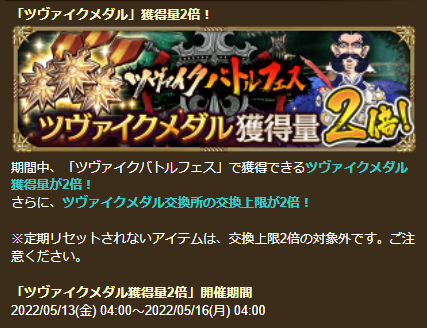 「ツヴァイクメダル」獲得量2倍！
ツヴァイクバトルフェス
ツヴァイクメダル獲得量2倍!
期間中、「ツヴァイクバトルフェス」で獲得できるツヴァイクメダル
獲得量が2倍！
さらに、ツヴァイクメダル交換所の交換上限が2倍！
※定期リセットされないアイテムは、交換上限2倍の対象外です。ご注
意ください。
「ツヴァイクメダル獲得量2倍」開催期間
2022/05/13(金) 04:00～2022/05/16(月) 04:00